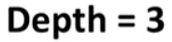 Depth = 3